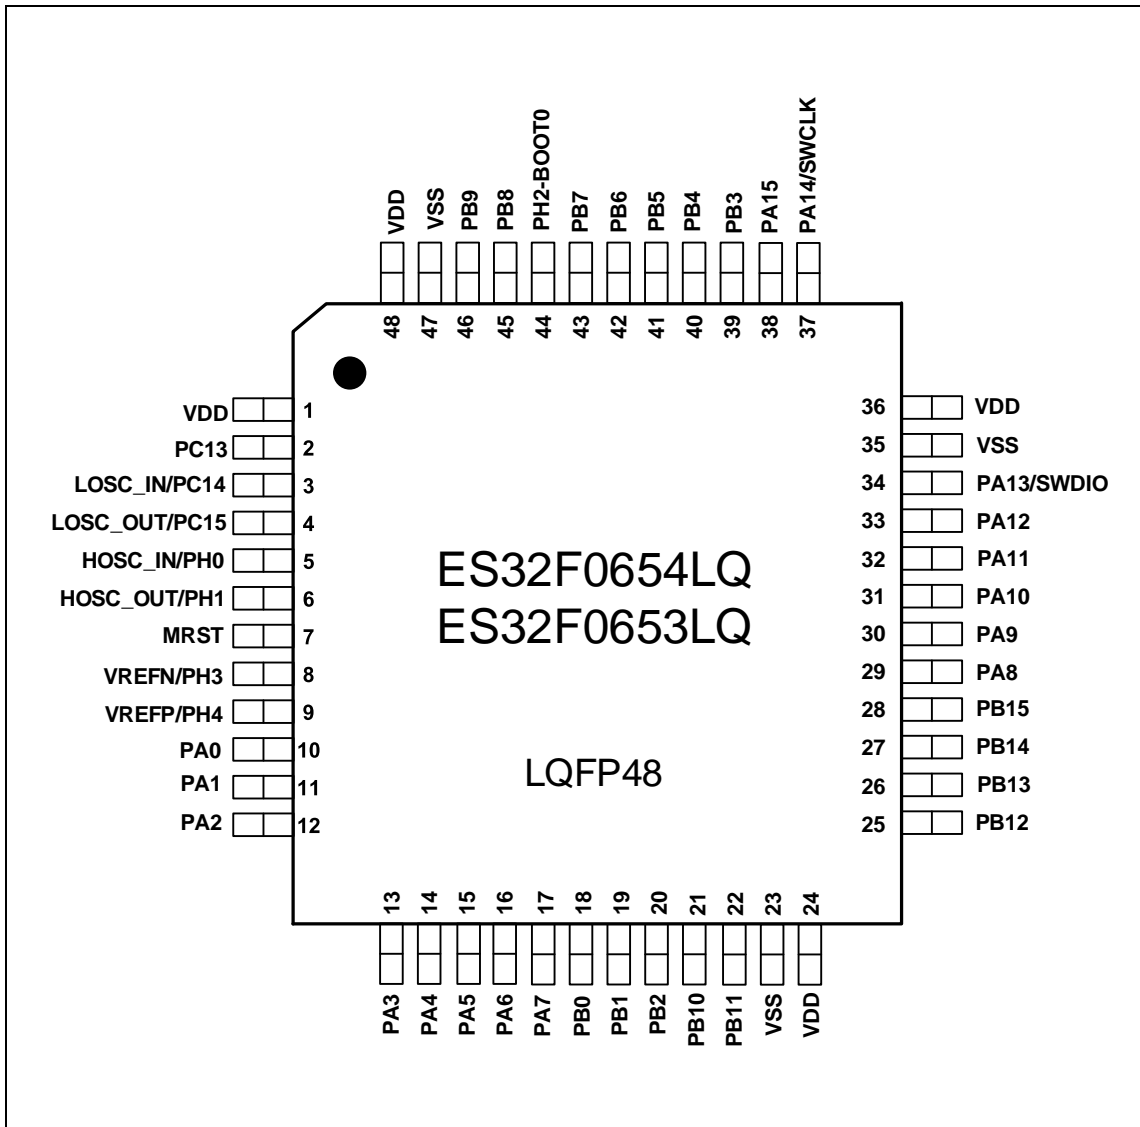 VDD
VSS
PB9
PB8
PH2-BOOT0
PB7
PB6
PB5
PB4
PB3
PA15
PA14/SWCLK
48
47
46
45
44
43
42
41
40
39
38
37
VDD 1
PC13 2
LOSC_IN/PC14 3
LOSC_OUT/PC15 4
HOSC_IN/PH0 5
HOSC_OUT/PH1 6
MRST 7
VREFN/PH3 8
VREFP/PH4 9
PA0 10
PA1 11
PA2 12
ES32F0654LQ
ES32F0653LQ
LQFP48
36 VDD
35 VSS
34 PA13/SWDIO
33 PA12
32 PA11
31 PA10
30 PA9
29 PA8
28 PB15
27 PB14
26 PB13
25 PB12
13
14
15
16
17
18
19
20
21
22
23
24
PA3
PA4
PA5
PA6
PA7
PB0
PB1
PB2
PB10
PB11
VSS
VDD